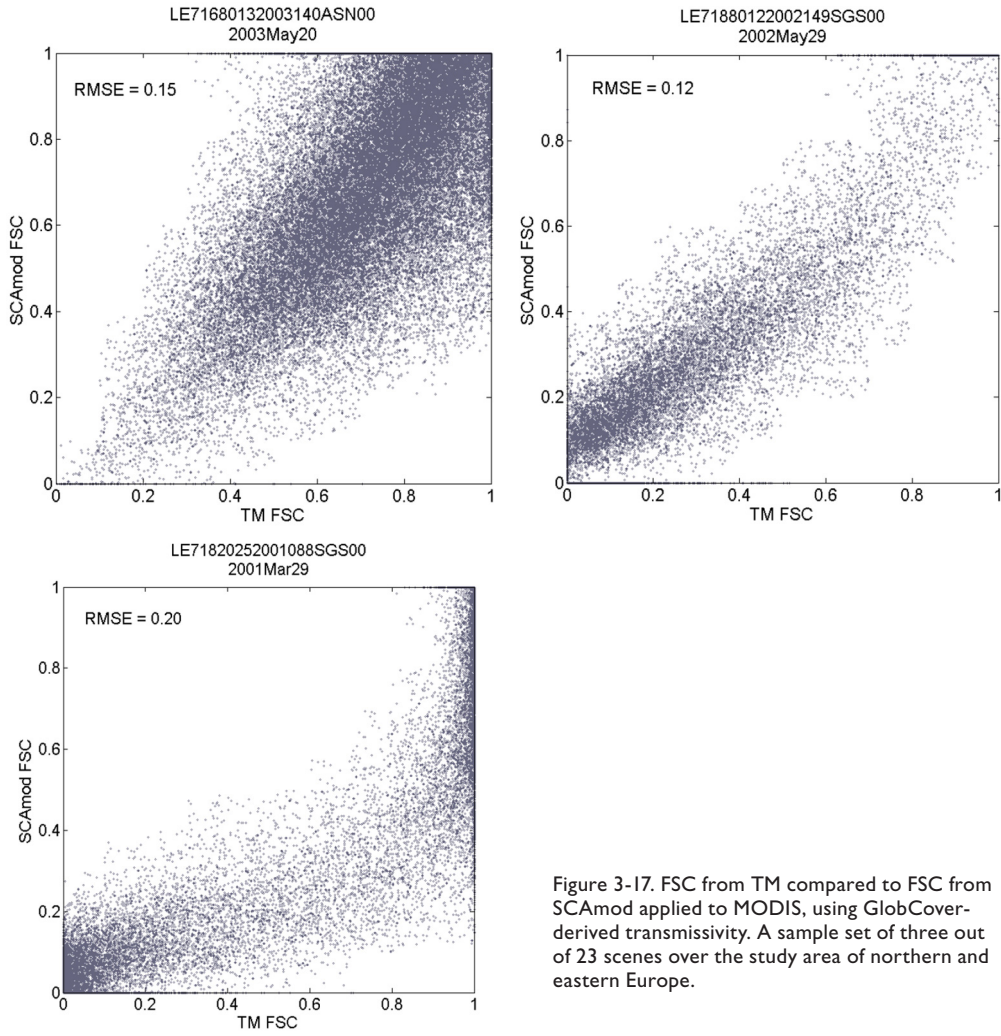 LE71680132003140ASN00
2003May20
RMSE = 0.15
1
0.8
0.6
0.4
0.2
0
SCAmod FSC
0 0.2 0.4 0.6 0.8 1
TM FSC
LE71880122002149SGS00
2002May29
RMSE = 0.12
1
0.8
0.6
0.4
0.2
0
SCAmod FSC
0 0.2 0.4 0.6 0.8 1
TM FSC
LE71820252001088SGS00
2001Mar29
RMSE = 0.20
1
0.8
0.6
0.4
0.2
0
SCAmod FSC
0 0.2 0.4 0.6 0.8 1
TM FSC
Figure 3-17. FSC from TM compared to FSC from
SCAmod applied to MODIS, using GlobCover-
derived transmissivity. A sample set of three out
of 23 scenes over the study area of northern and
eastern Europe.